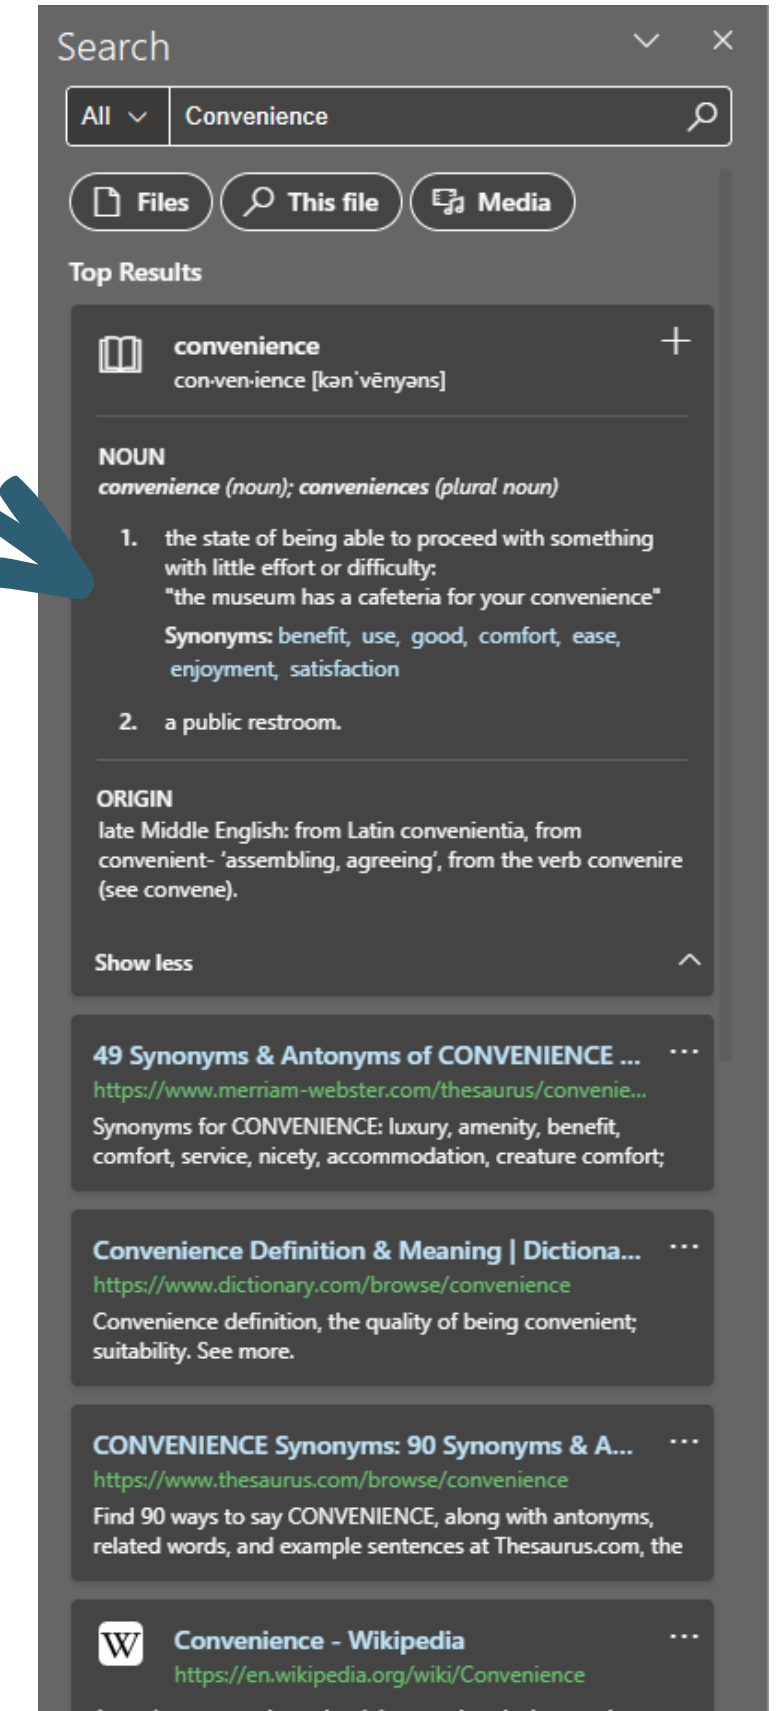 Search
All Convenience
Files This file Media
Top Results
convenience
con·ven·ience [kənˈvēnyəns]
NOUN
convenience (noun); conveniences (plural noun)
1. the state of being able to proceed with something
with little effort or difficulty:
"the museum has a cafeteria for your convenience"
Synonyms: benefit, use, good, comfort, ease,
enjoyment, satisfaction
2. a public restroom.
ORIGIN
late Middle English: from Latin convenientia, from
convenient- ‘assembling, agreeing’, from the verb convenire
(see convene).
Show less
49 Synonyms & Antonyms of CONVENIENCE ...
https://www.merriam-webster.com/thesaurus/convenie...
Synonyms for CONVENIENCE: luxury, amenity, benefit,
comfort, service, nicety, accommodation, creature comfort;
Convenience Definition & Meaning | Dictiona...
https://www.dictionary.com/browse/convenience
Convenience definition, the quality of being convenient;
suitability. See more.
CONVENIENCE Synonyms: 90 Synonyms & A...
https://www.thesaurus.com/browse/convenience
Find 90 ways to say CONVENIENCE, along with antonyms,
related words, and example sentences at Thesaurus.com, the
W Convenience - Wikipedia
https://en.wikipedia.org/wiki/Convenience